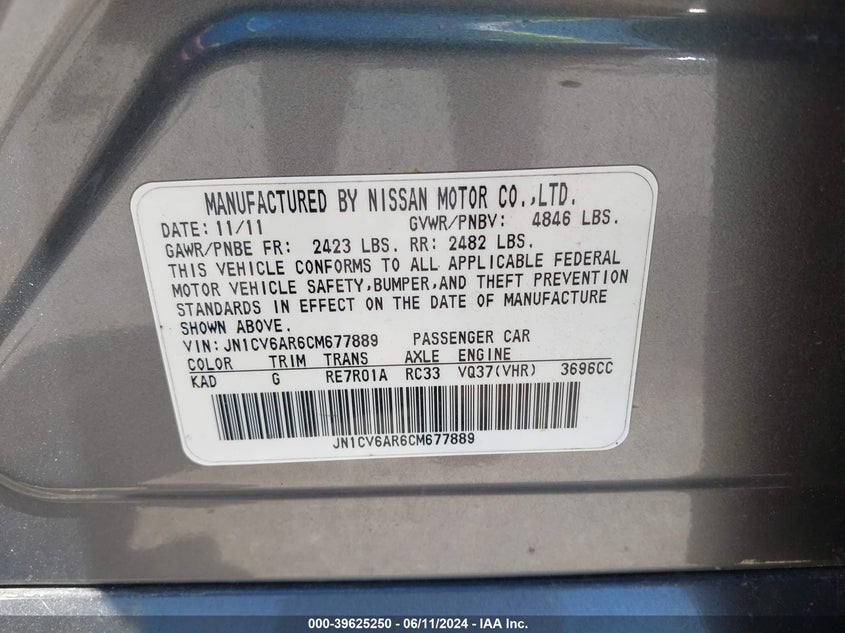 MANUFACTURED BY NISSAN MOTOR CO.,LTD.
DATE: 11/11 GVWR/PNBV: 4846 LBS.
GAWR/PNBE FR: 2423 LBS. RR: 2482 LBS.
THIS VEHICLE CONFORMS TO ALL APPLICABLE FEDERAL
MOTOR VEHICLE SAFETY,BUMPER,AND THEFT PREVENTION
STANDARDS IN EFFECT ON THE DATE OF MANUFACTURE
SHOWN ABOVE.
VIN: JN1CV6AR6CM677889 PASSENGER CAR
COLOR TRIM TRANS AXLE ENGINE
KAD G RE7R01A RC33 VQ37(VHR) 3696CC
JN1CV6AR6CM677889
000-39625250 - 06/11/2024 - IAA Inc.